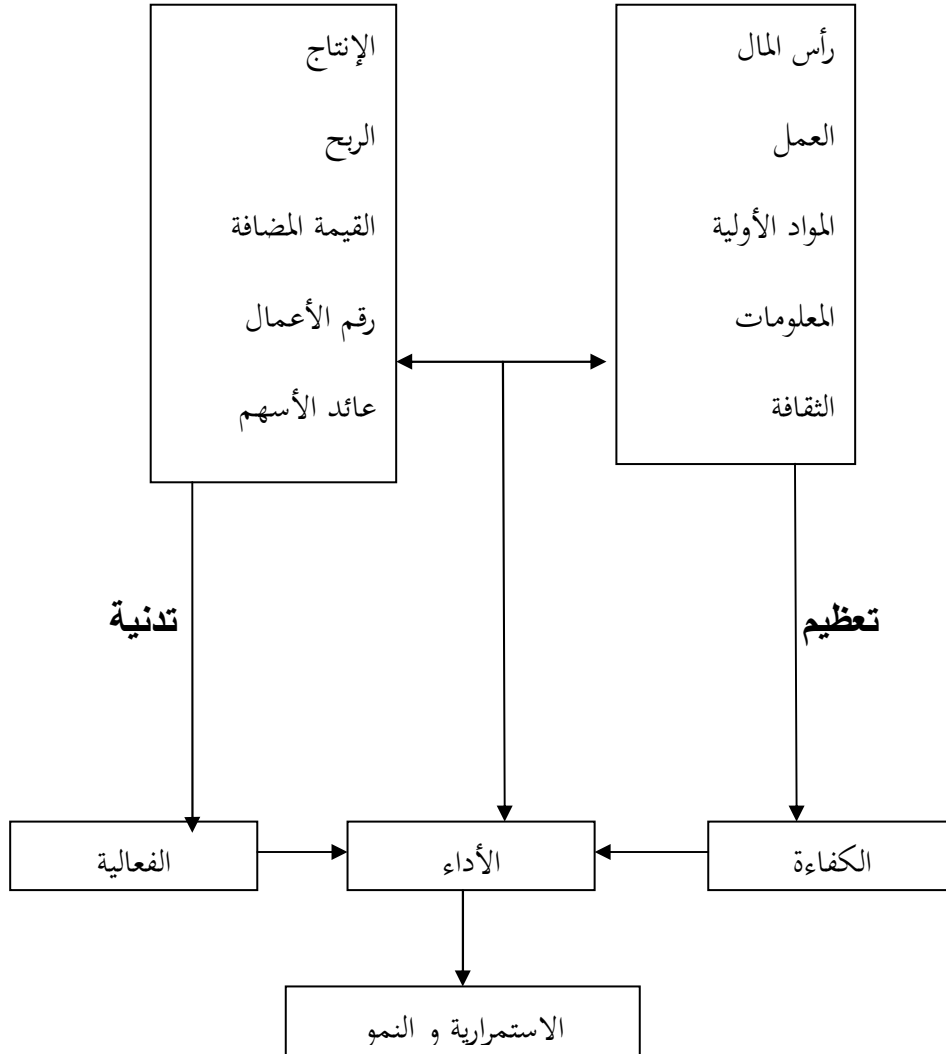 رأس المال
العمل
المواد الأولية
المعلومات
الثقافة
الإنتاج
الربح
القيمة المضافة
رقم الأعمال
عائد الأسهم
تعظيم
تدنية
الكفاءة
الأداء
الفعالية
الاستمرارية و النمو